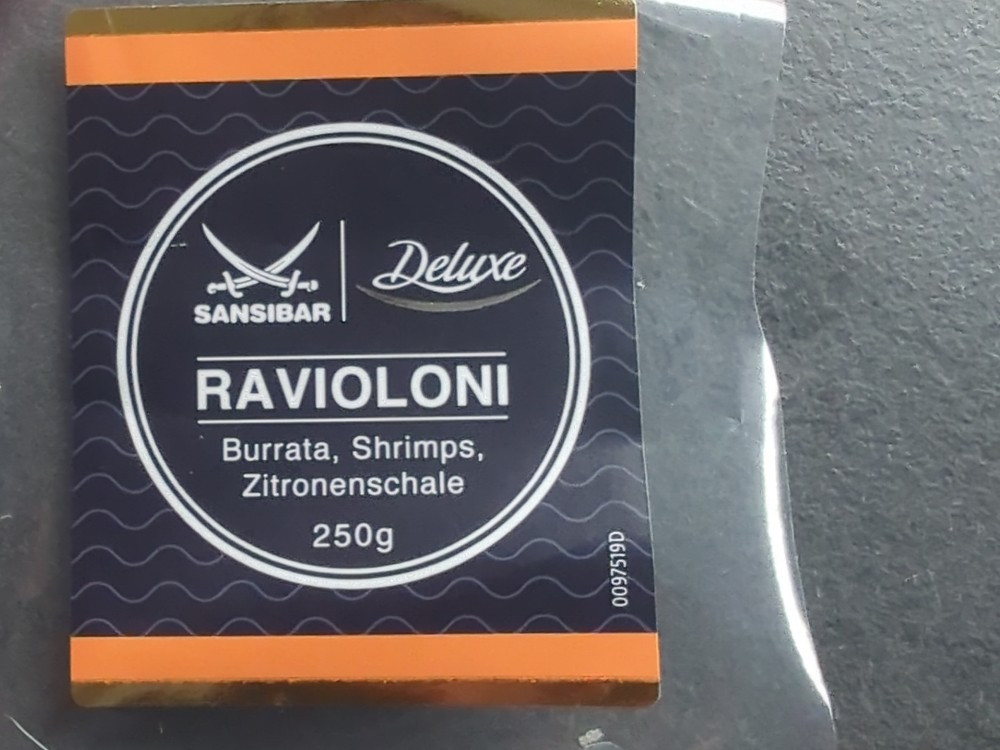 SANSIBAR
Deluxe
RAVIOLONI
Burrata, Shrimps,
Zitronenschale
250g
0097519D